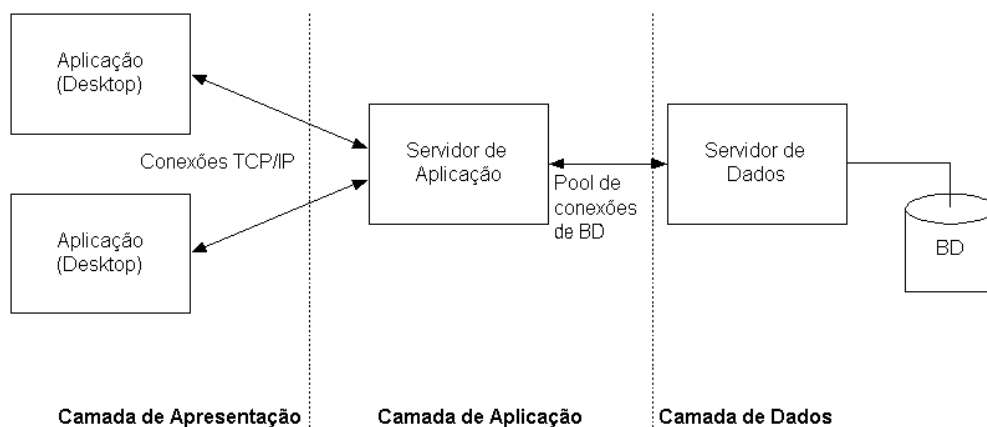 Aplicação
(Desktop)
Conexões TCP/IP
Aplicação
(Desktop)
Servidor de
Aplicação
Pool de
conexões
de BD
Servidor de
Dados
BD
Camada de Apresentação
Camada de Aplicação
Camada de Dados